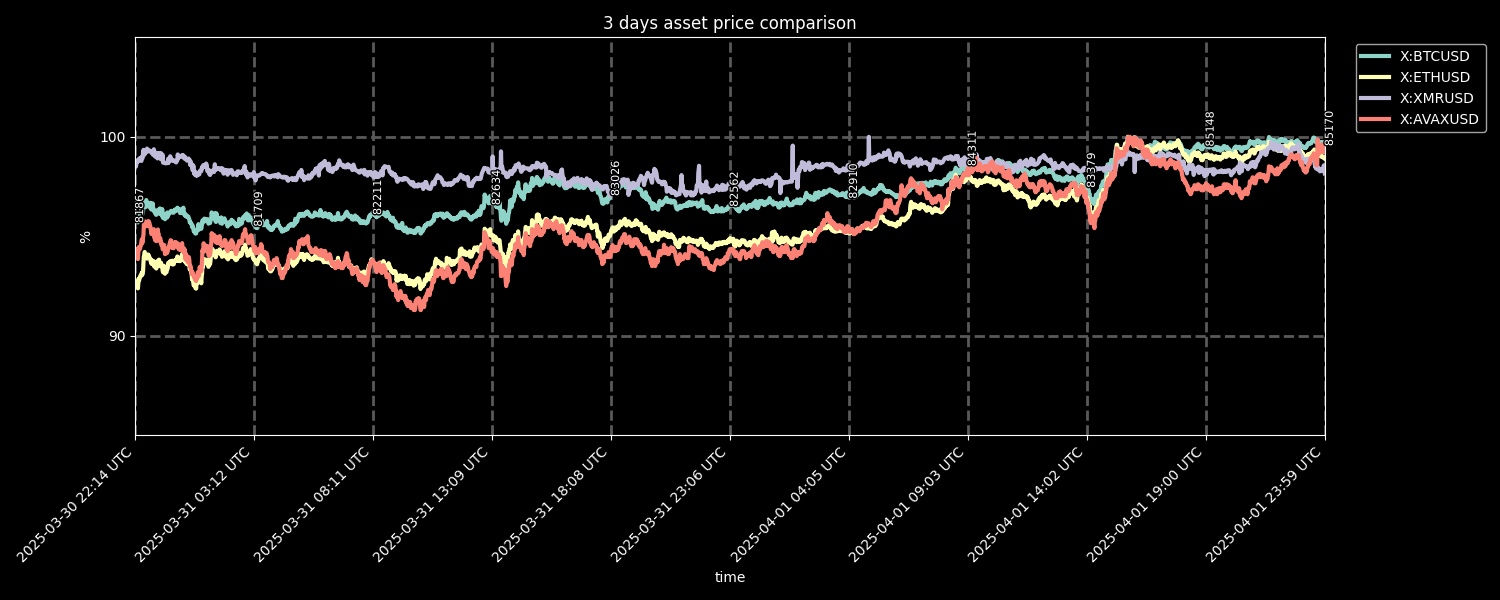 3 days asset price comparison
X:BTCUSD
X:ETHUSD
X:XMRUSD
X:AVAXUSD
100
90
%
81867
81709
82211
82634
83026
82562
82910
84311
83379
85148
85170
2025-03-30 22:14 UTC
2025-03-31 03:12 UTC
2025-03-31 08:11 UTC
2025-03-31 13:09 UTC
2025-03-31 18:08 UTC
2025-03-31 23:06 UTC
2025-04-01 04:05 UTC
2025-04-01 09:03 UTC
2025-04-01 14:02 UTC
2025-04-01 19:00 UTC
2025-04-01 23:59 UTC
time